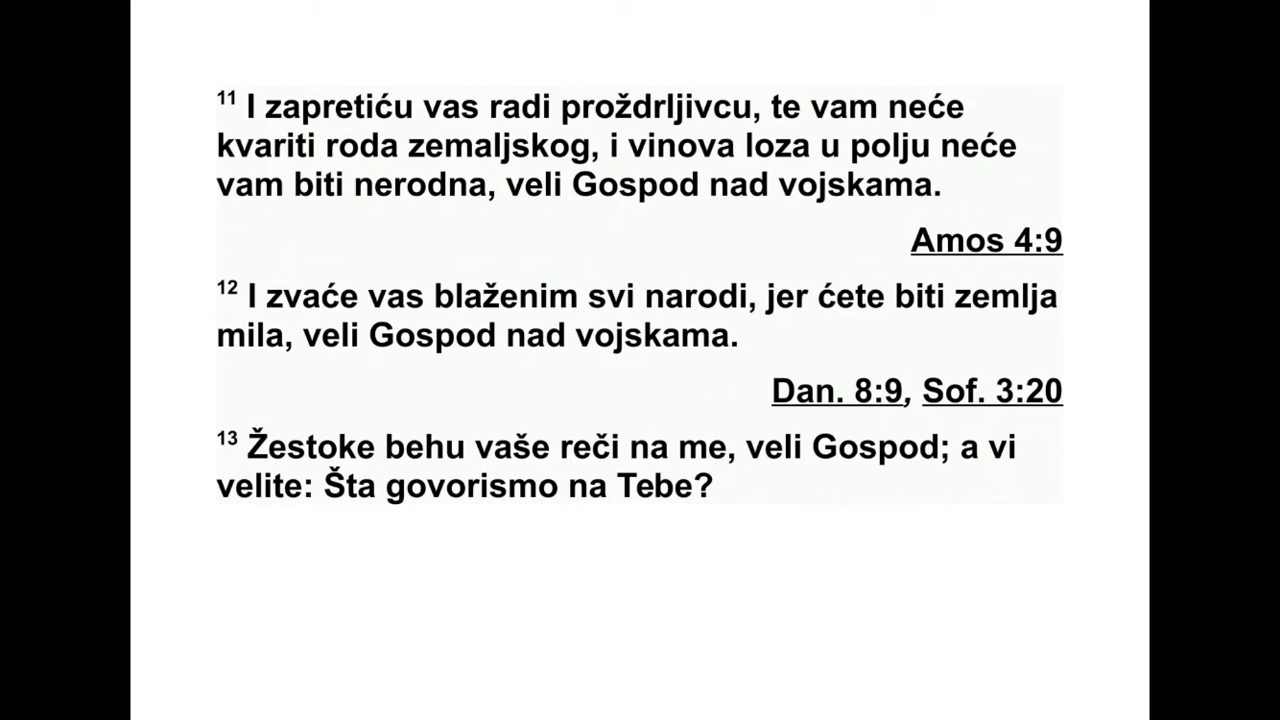 11 I zapretiću vas radi proždrljivcu, te vam neće
kvariti roda zemaljskog, i vinova loza u polju neće
vam biti nerodna, veli Gospod nad vojskama.
Amos 4:9
12 I zvaće vas blaženim svi narodi, jer ćete biti zemlja
mila, veli Gospod nad vojskama.
Dan. 8:9, Sof. 3:20
13 Žestoke behu vaše reči na me, veli Gospod; a vi
velite: Šta govorismo na Tebe?